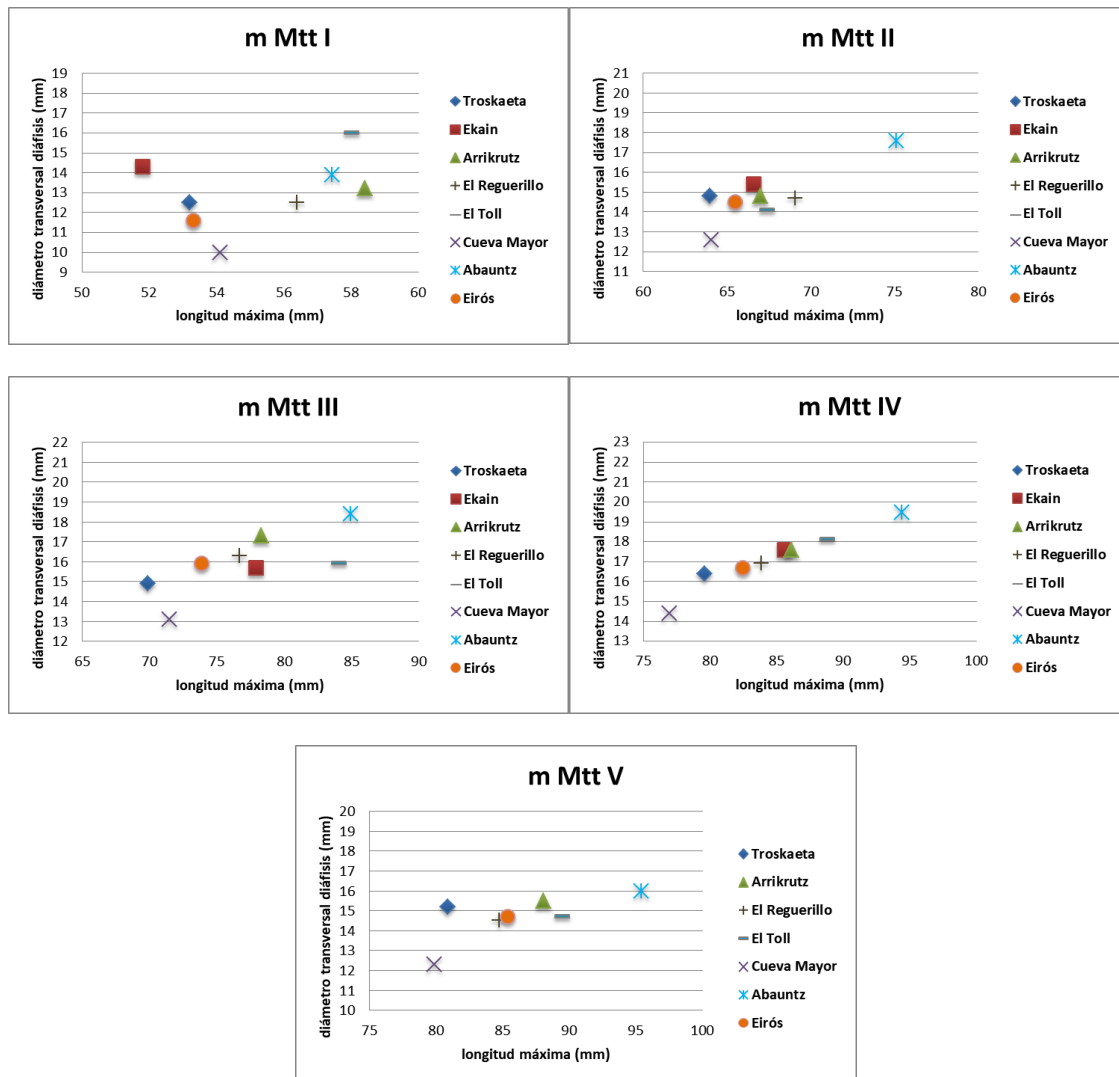 m Mtt I
diámetro transversal diáfisis (mm)
19
18
17
16
15
14
13
12
11
10
9
50 52 54 56 58 60
longitud máxima (mm)
Troskaeta
Ekain
Arrikrutz
El Reguerillo
El Toll
Cueva Mayor
Abauntz
Eirós
m Mtt II
diámetro transversal diáfisis (mm)
21
20
19
18
17
16
15
14
13
12
11
60 65 70 75 80
longitud máxima (mm)
Troskaeta
Ekain
Arrikrutz
El Reguerillo
El Toll
Cueva Mayor
Abauntz
Eirós
m Mtt III
diámetro transversal diáfisis (mm)
22
21
20
19
18
17
16
15
14
13
12
65 70 75 80 85 90
longitud máxima (mm)
Troskaeta
Ekain
Arrikrutz
El Reguerillo
El Toll
Cueva Mayor
Abauntz
Eirós
m Mtt IV
diámetro transversal diáfisis (mm)
23
22
21
20
19
18
17
16
15
14
13
75 80 85 90 95 100
longitud máxima (mm)
Troskaeta
Ekain
Arrikrutz
El Reguerillo
El Toll
Cueva Mayor
Abauntz
Eirós
m Mtt V
diámetro transversal diáfisis (mm)
20
19
18
17
16
15
14
13
12
11
10
75 80 85 90 95 100
longitud máxima (mm)
Troskaeta
Arrikrutz
El Reguerillo
El Toll
Cueva Mayor
Abauntz
Eirós